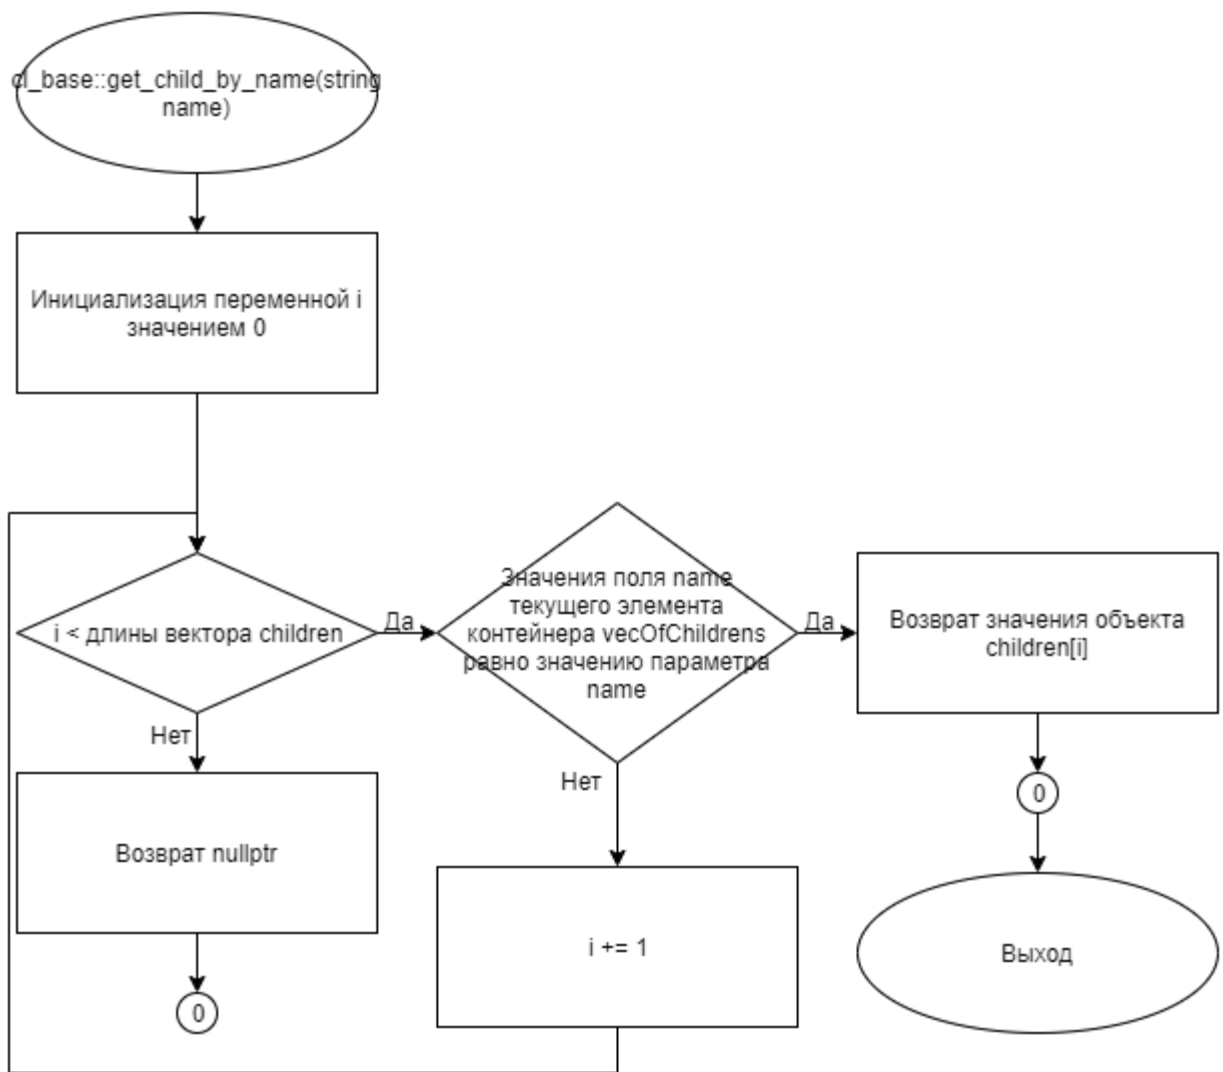 cl_base::get_child_by_name(string
name)
Инициализация переменной i
значением 0
i < длины вектора children
Да
Значения поля name
текущего элемента
контейнера vecOfChildrens
равно значению параметра
name
Да
Возврат значения объекта
children[i]
Нет
Нет
Возврат nullptr
i += 1
0
Выход
0